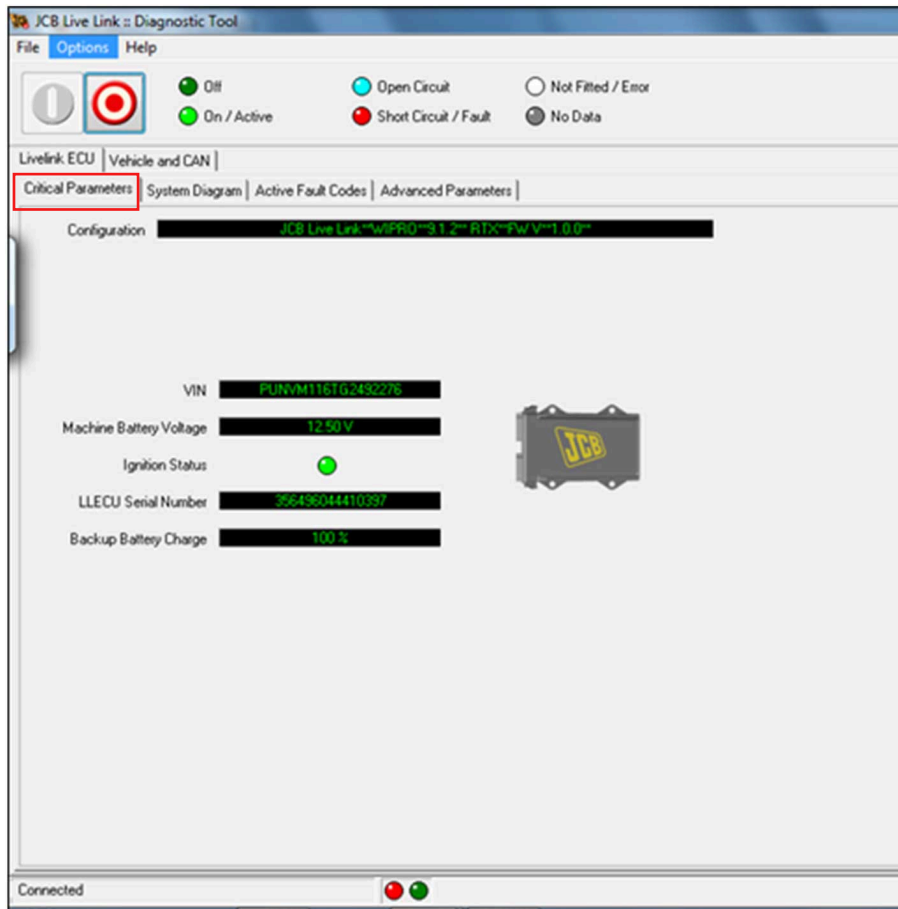 JCB Live Link :: Diagnostic Tool
File Options Help
Off Open Circuit Not Fitted / Error
On / Active Short Circuit / Fault No Data
Livelink ECU Vehicle and CAN
Critical Parameters System Diagram Active Fault Codes Advanced Parameters
Configuration JCB Live Link**WIPRO**9.1.2** RTX**FW V**1.0.0**
VIN PUNVM116TG2492276
Machine Battery Voltage 12.50 V
JCB
Ignition Status
LLECU Serial Number 356496044410397
Backup Battery Charge 100 %
Connected